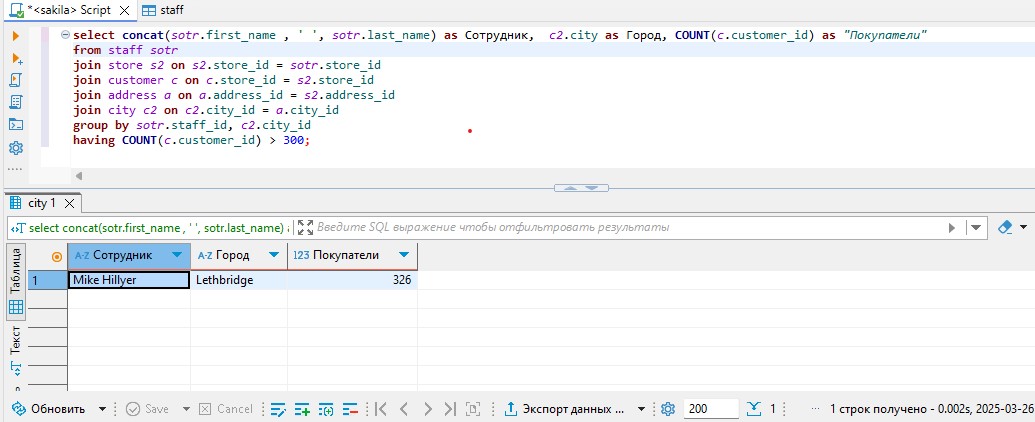 *<sakila> Script
staff
select concat(sotr.first_name , ' ', sotr.last_name) as Сотрудник,  c2.city as Город, COUNT(c.customer_id) as "Покупатели"
from staff sotr
join store s2 on s2.store_id = sotr.store_id
join customer c on c.store_id = s2.store_id
join address a on a.address_id = s2.address_id
join city c2 on c2.city_id = a.city_id
group by sotr.staff_id, c2.city_id
having COUNT(c.customer_id) > 300;
city 1
select concat(sotr.first_name , ' ', sotr.last_name) a
Введите SQL выражение чтобы отфильтровать результаты
Таблица
Текст
A-Z Сотрудник A-Z Город 123 Покупатели
1 Mike Hillyer Lethbridge 326
Обновить Save Cancel Экспорт данных ... 200 1 ... 1 строк получено - 0.002s, 2025-03-26